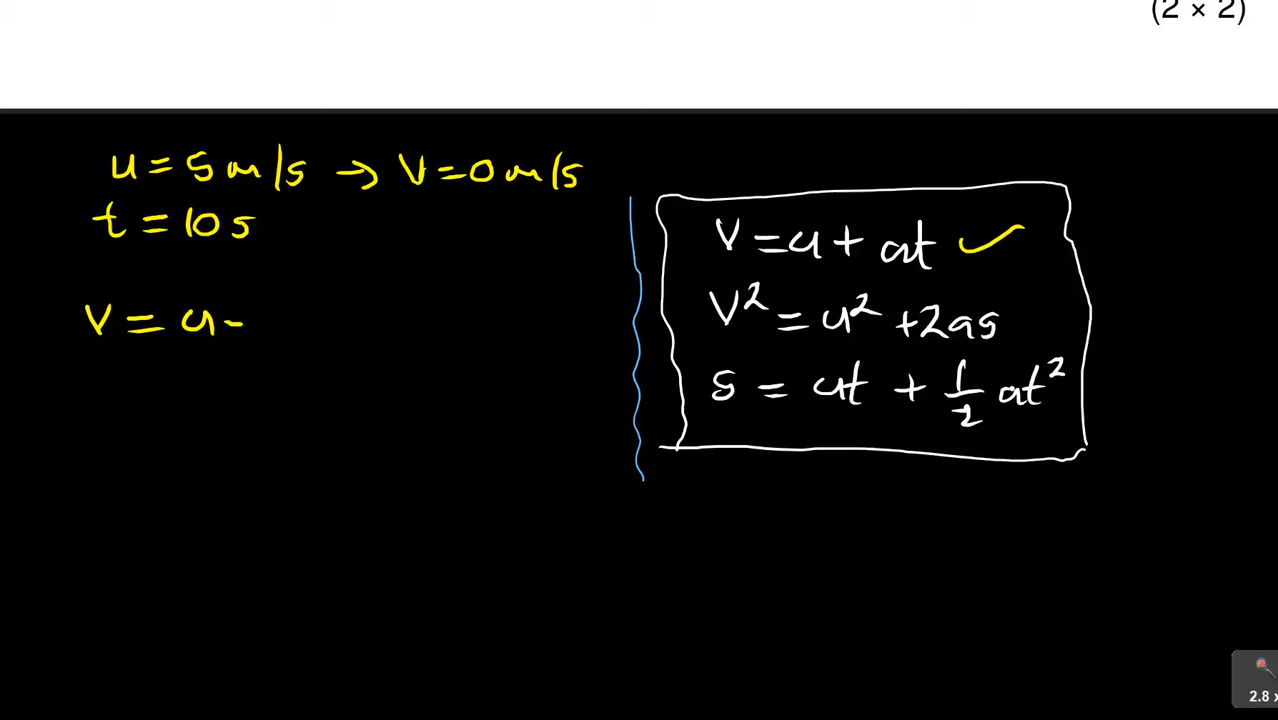 (2 × 2)
u = 5 m/s → v = 0 m/s
t = 10 s
v = u -
v = u + at ✓
v² = u² + 2as
s = ut + 1/2 at²
2.8 x